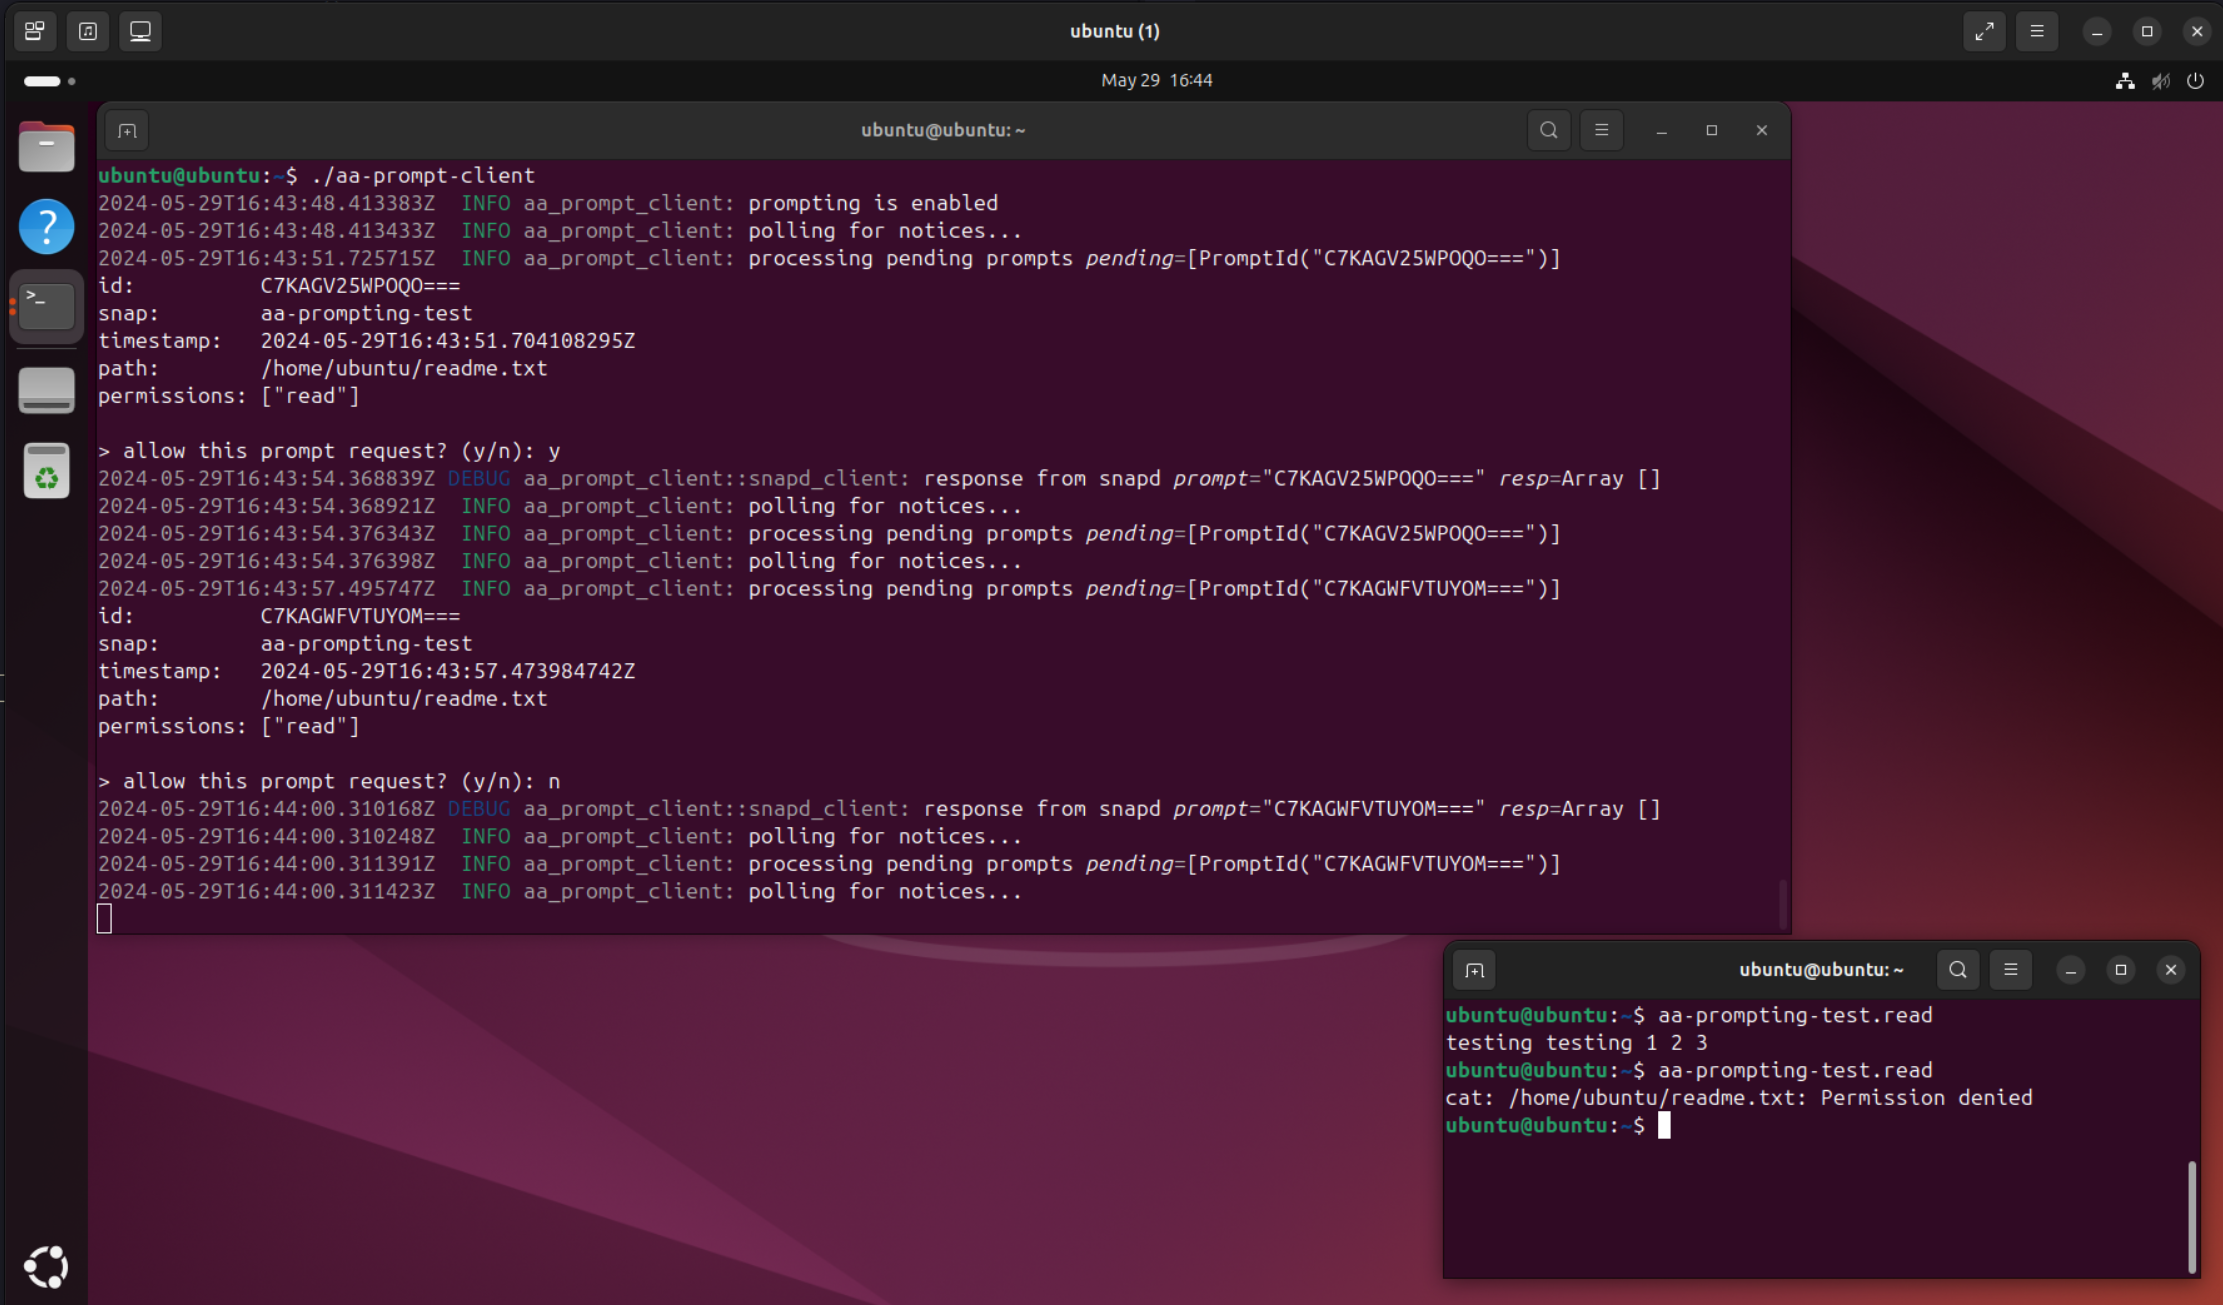 ubuntu (1)
May 29 16:44
ubuntu@ubuntu: ~
ubuntu@ubuntu:~$ ./aa-prompt-client
2024-05-29T16:43:48.413383Z  INFO aa_prompt_client: prompting is enabled
2024-05-29T16:43:48.413433Z  INFO aa_prompt_client: polling for notices...
2024-05-29T16:43:51.725715Z  INFO aa_prompt_client: processing pending prompts pending=[PromptId("C7KAGV25WPOQO===")]
id:          C7KAGV25WPOQO===
snap:        aa-prompting-test
timestamp:   2024-05-29T16:43:51.704108295Z
path:        /home/ubuntu/readme.txt
permissions: ["read"]
> allow this prompt request? (y/n): y
2024-05-29T16:43:54.368839Z DEBUG aa_prompt_client::snapd_client: response from snapd prompt="C7KAGV25WPOQO===" resp=Array []
2024-05-29T16:43:54.368921Z  INFO aa_prompt_client: polling for notices...
2024-05-29T16:43:54.376343Z  INFO aa_prompt_client: processing pending prompts pending=[PromptId("C7KAGV25WPOQO===")]
2024-05-29T16:43:54.376398Z  INFO aa_prompt_client: polling for notices...
2024-05-29T16:43:57.495747Z  INFO aa_prompt_client: processing pending prompts pending=[PromptId("C7KAGWFVTUYOM===")]
id:          C7KAGWFVTUYOM===
snap:        aa-prompting-test
timestamp:   2024-05-29T16:43:57.473984742Z
path:        /home/ubuntu/readme.txt
permissions: ["read"]
> allow this prompt request? (y/n): n
2024-05-29T16:44:00.310168Z DEBUG aa_prompt_client::snapd_client: response from snapd prompt="C7KAGWFVTUYOM===" resp=Array []
2024-05-29T16:44:00.310248Z  INFO aa_prompt_client: polling for notices...
2024-05-29T16:44:00.311391Z  INFO aa_prompt_client: processing pending prompts pending=[PromptId("C7KAGWFVTUYOM===")]
2024-05-29T16:44:00.311423Z  INFO aa_prompt_client: polling for notices...
ubuntu@ubuntu: ~
ubuntu@ubuntu:~$ aa-prompting-test.read
testing testing 1 2 3
ubuntu@ubuntu:~$ aa-prompting-test.read
cat: /home/ubuntu/readme.txt: Permission denied
ubuntu@ubuntu:~$